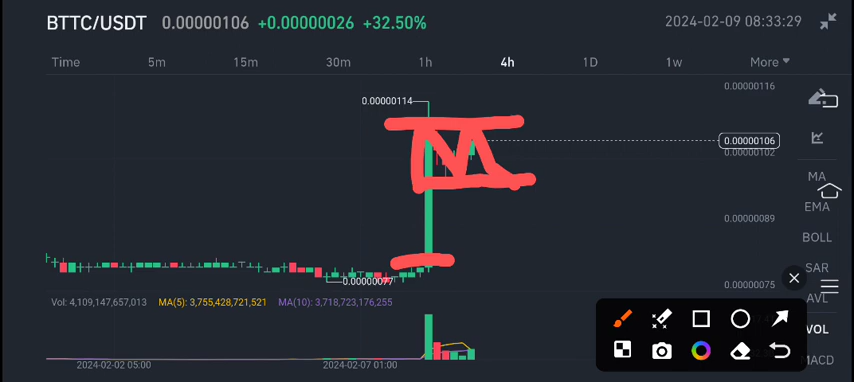 BTTC/USDT 0.00000106 +0.00000026 +32.50% 2024-02-09 08:33:29
Time 5m 15m 30m 1h 4h 1D 1w More
0.00000116
0.00000114
0.00000106
0.00000102
MA
EMA
0.00000089
BOLL
SAR
0.00000077
0.00000075
AVL
Vol: 4,109,147,657,013 MA(5): 3,755,428,721,521 MA(10): 3,718,723,176,255
VOL
MACD
2024-02-02 05:00 2024-02-07 01:00